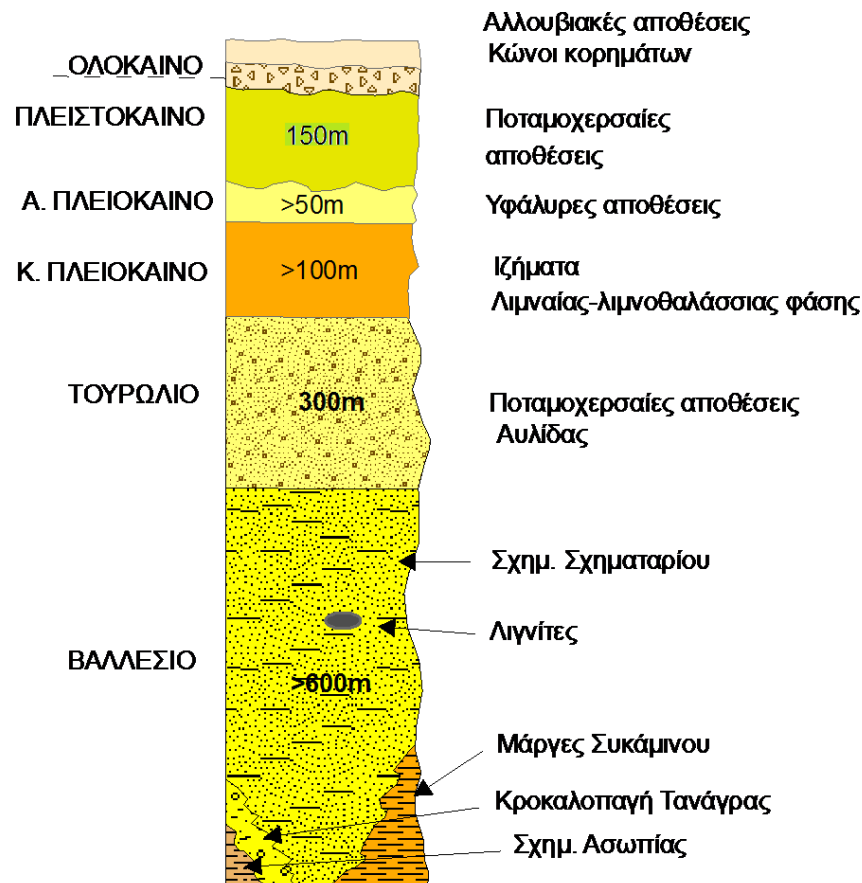 Αλλουβιακές αποθέσεις
Κώνοι κορημάτων
ΟΛΟΚΑΙΝΟ
ΠΛΕΙΣΤΟΚΑΙΝΟ
150m
Ποταμοχερσαίες
αποθέσεις
Α. ΠΛΕΙΟΚΑΙΝΟ
>50m
Υφάλυρες αποθέσεις
Κ. ΠΛΕΙΟΚΑΙΝΟ
>100m
Ιζήματα
Λιμναίας-λιμνοθαλάσσιας φάσης
ΤΟΥΡΩΛΙΟ
300m
Ποταμοχερσαίες αποθέσεις
Αυλίδας
Σχημ. Σχηματαρίου
Λιγνίτες
ΒΑΛΛΕΣΙΟ
>600m
Μάργες Συκάμινου
Κροκαλοπαγή Τανάγρας
Σχημ. Ασωπίας